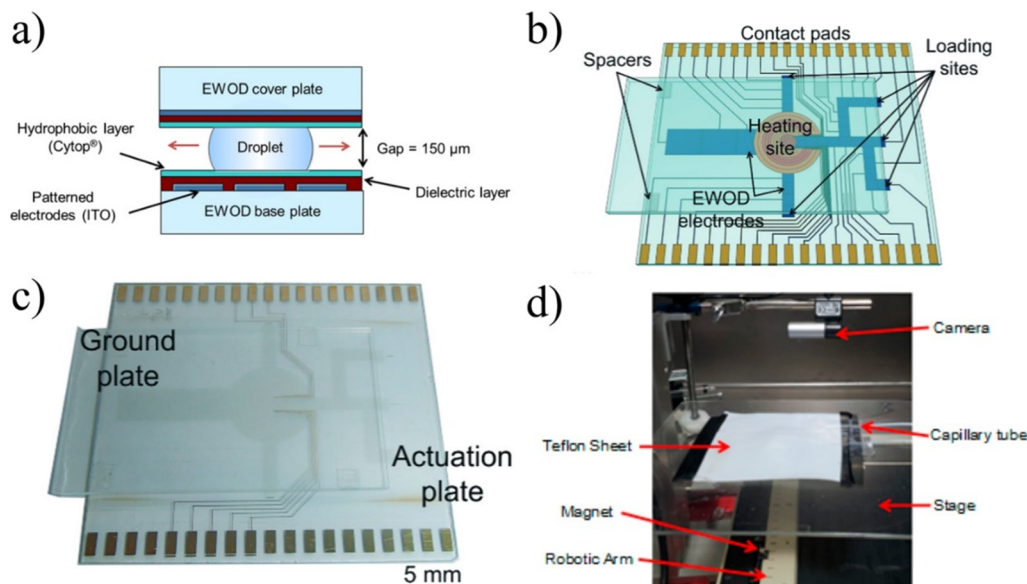 a)
EWOD cover plate
Hydrophobic layer
(Cytop®)
Droplet
Gap = 150 µm
Patterned
electrodes (ITO)
Dielectric layer
EWOD base plate
b)
Contact pads
Spacers
Loading
sites
Heating
site
EWOD
electrodes
c)
Ground
plate
Actuation
plate
5 mm
d)
Camera
Teflon Sheet
Capillary tube
Magnet
Stage
Robotic Arm